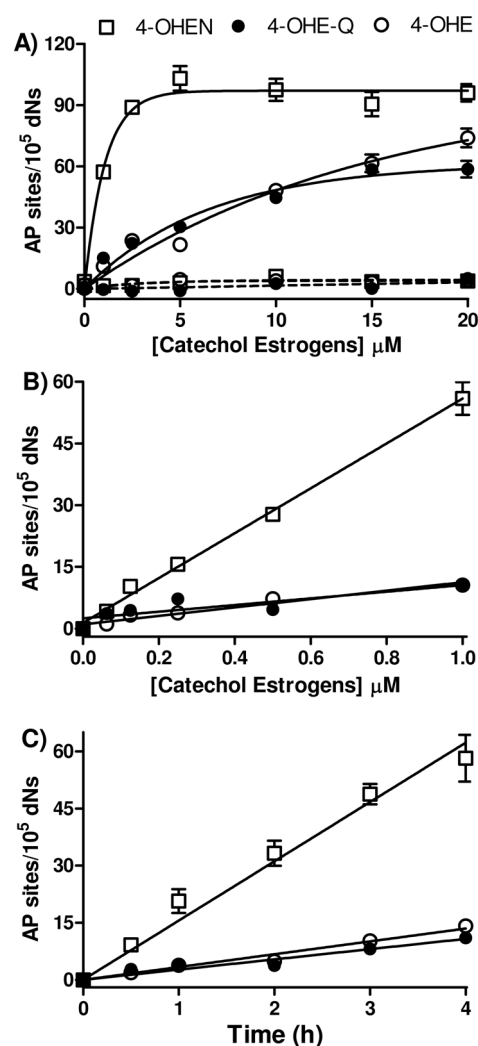 4-OHEN 4-OHE-Q 4-OHE
A)
AP sites/10⁵ dNs
120
90
60
30
0
0 5 10 15 20
[Catechol Estrogens] μM
B)
AP sites/10⁵ dNs
60
45
30
15
0
0.0 0.2 0.4 0.6 0.8 1.0
[Catechol Estrogens] μM
C)
AP sites/10⁵ dNs
60
45
30
15
0
0 1 2 3 4
Time (h)